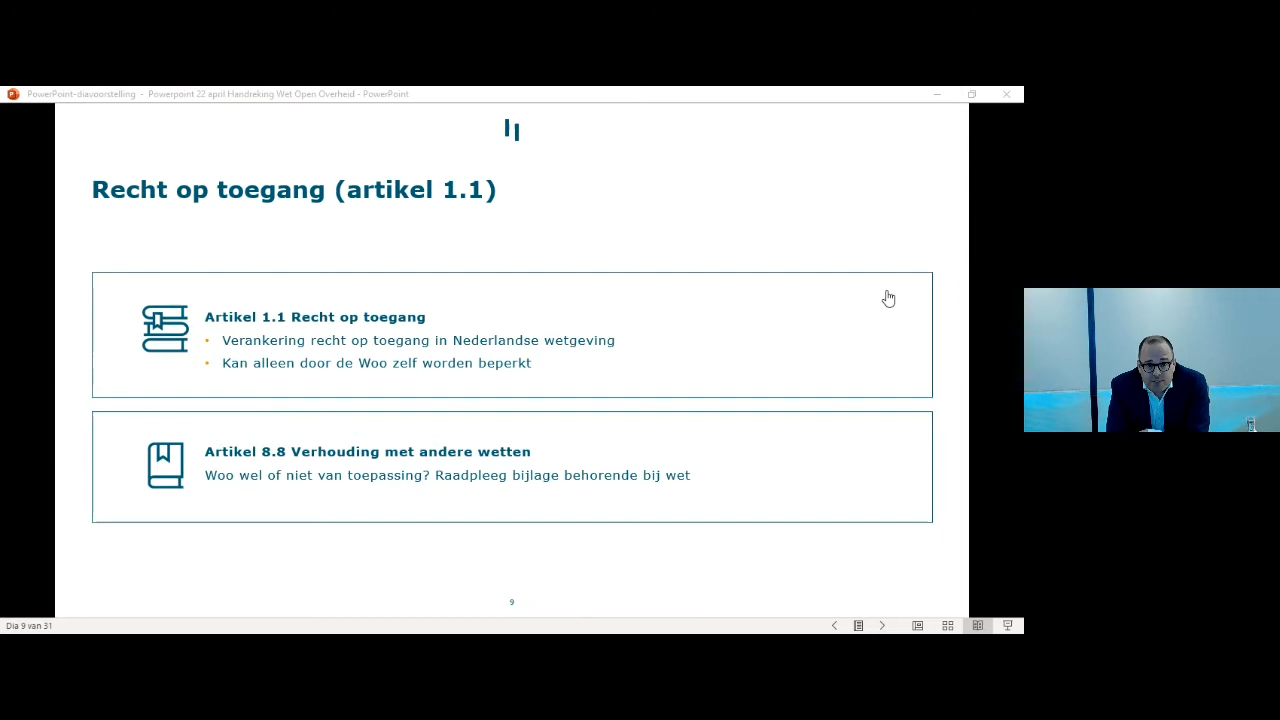 PowerPoint-diavoorstelling - Powerpoint 22 april Handreking Wet Open Overheid - PowerPoint
Recht op toegang (artikel 1.1)
Artikel 1.1 Recht op toegang
• Verankering recht op toegang in Nederlandse wetgeving
• Kan alleen door de Woo zelf worden beperkt
Artikel 8.8 Verhouding met andere wetten
Woo wel of niet van toepassing? Raadpleeg bijlage behorende bij wet
9
Dia 9 van 31